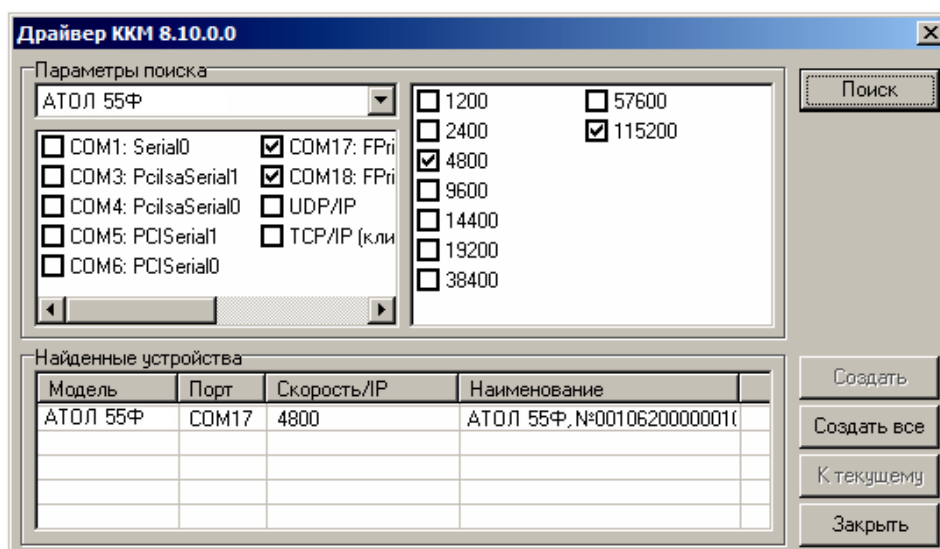 Драйвер ККМ 8.10.0.0
Параметры поиска
АТОЛ 55Ф
COM1: Serial0
COM3: PciIsaSerial1
COM4: PciIsaSerial0
COM5: PCISerial1
COM6: PCISerial0
COM17: FPri
COM18: FPri
UDP/IP
TCP/IP (кли
1200
2400
4800
9600
14400
19200
38400
57600
115200
Поиск
Найденные устройства
Модель Порт Скорость/IP Наименование
АТОЛ 55Ф COM17 4800 АТОЛ 55Ф, №0010620000001(
Создать
Создать все
К текущему
Закрыть